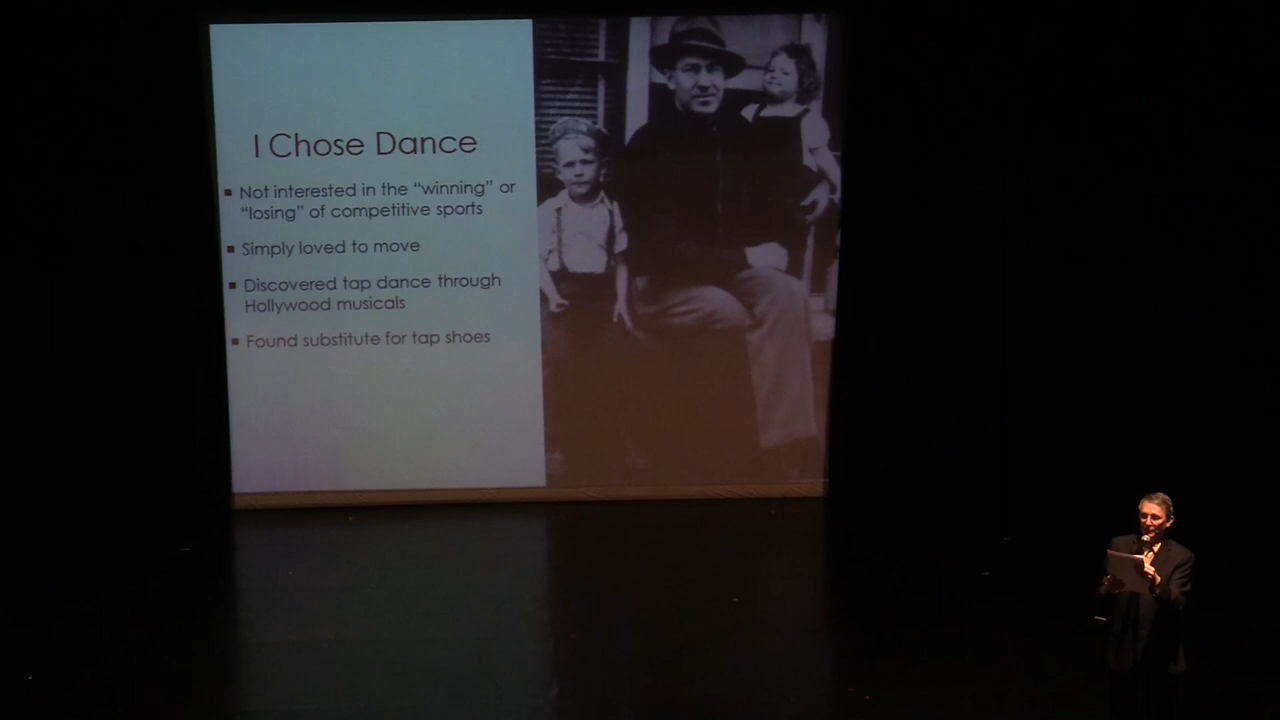 I Chose Dance
Not interested in the “winning” or
“losing” of competitive sports
Simply loved to move
Discovered tap dance through
Hollywood musicals
Found substitute for tap shoes